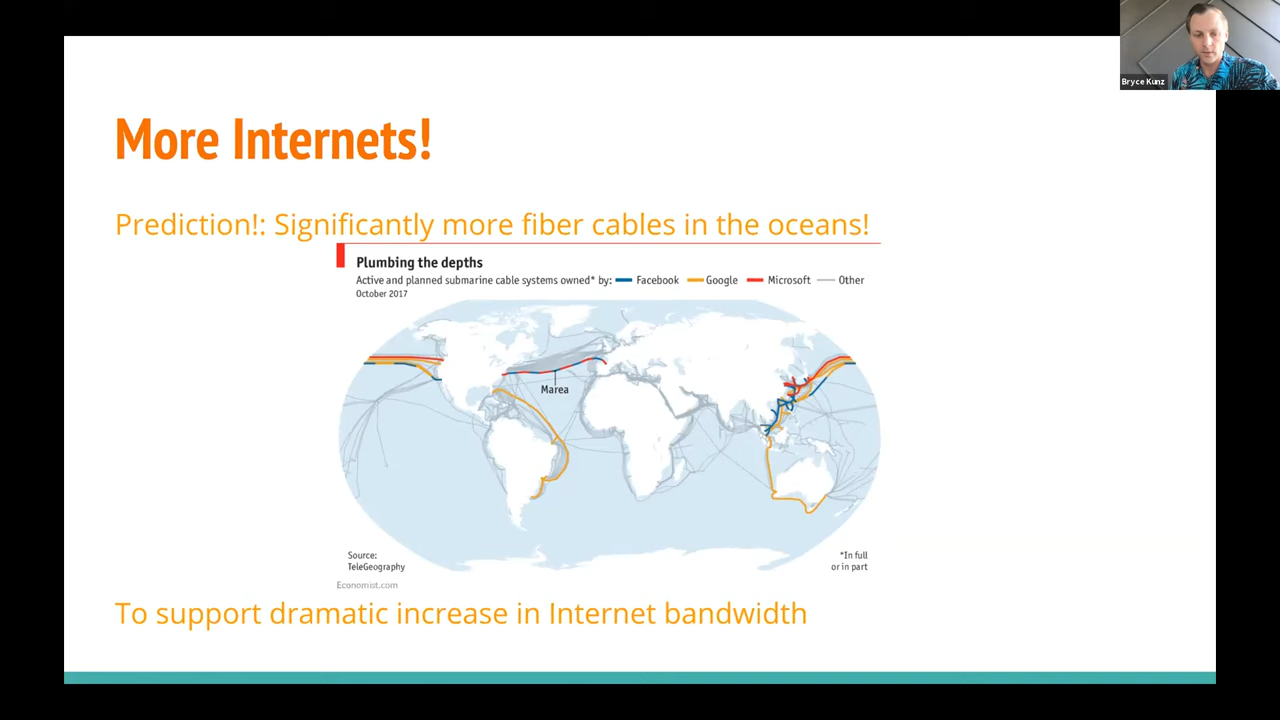 Bryce Kunz
More Internets!
Prediction!: Significantly more fiber cables in the oceans!
Plumbing the depths
Active and planned submarine cable systems owned* by: Facebook Google Microsoft Other
October 2017
Marea
Source:
TeleGeography
*In full
or in part
Economist.com
To support dramatic increase in Internet bandwidth